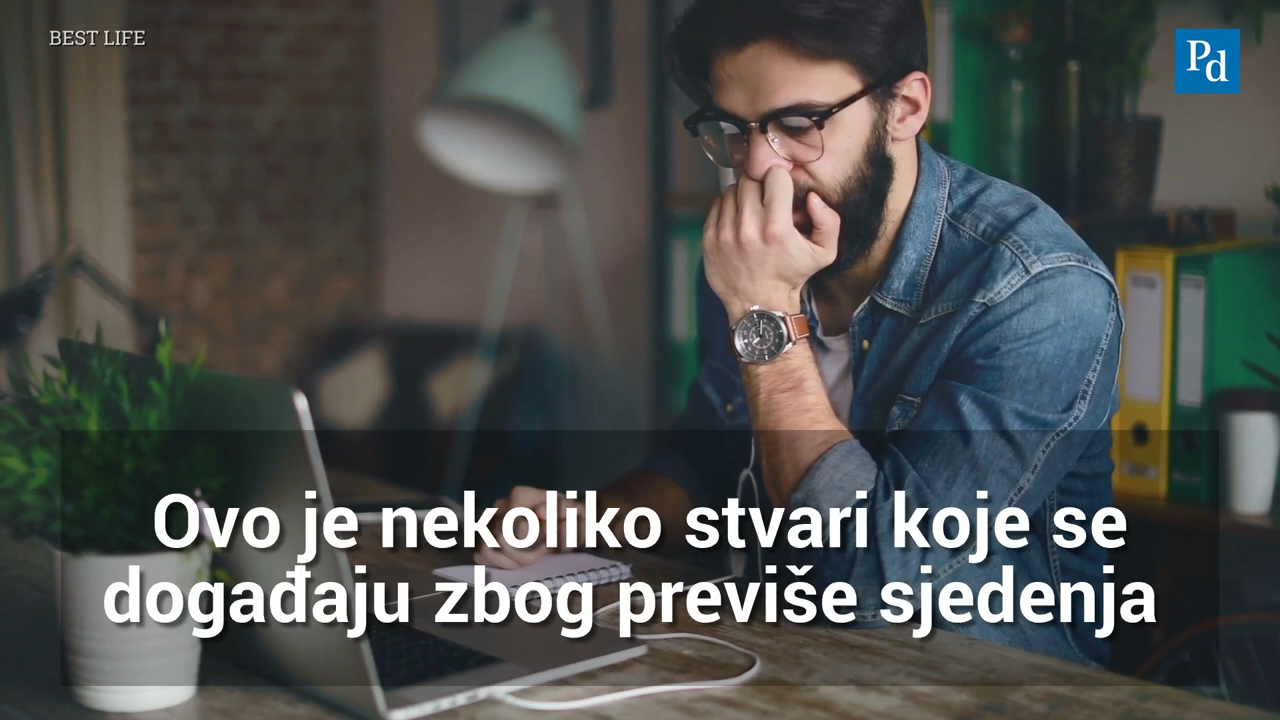 BEST LIFE
Pd
Ovo je nekoliko stvari koje se
događaju zbog previše sjedenja